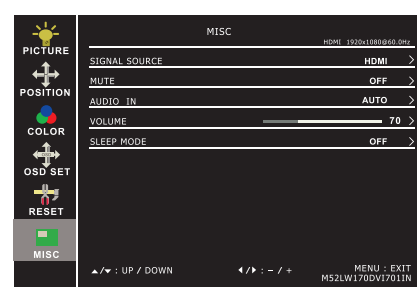 PICTURE
POSITION
COLOR
OSD SET
RESET
MISC
MISC
HDMI 1920x1080@60.0Hz
SIGNAL SOURCE HDMI
MUTE OFF
AUDIO IN AUTO
VOLUME 70
SLEEP MODE OFF
▲/▼ : UP / DOWN ◀/▶ : - / + MENU : EXIT
M52LW170DVI701IN